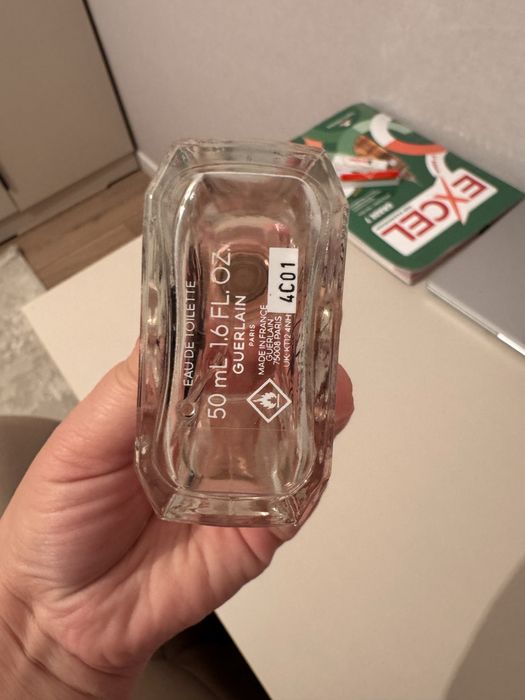 EAU DE TOILETTE
50 mL 1.6 FL. OZ.
GUERLAIN
PARIS
MADE IN FRANCE
GUERLAIN
75008 PARIS
UK: KT12 4NH
4C01
EXCEL